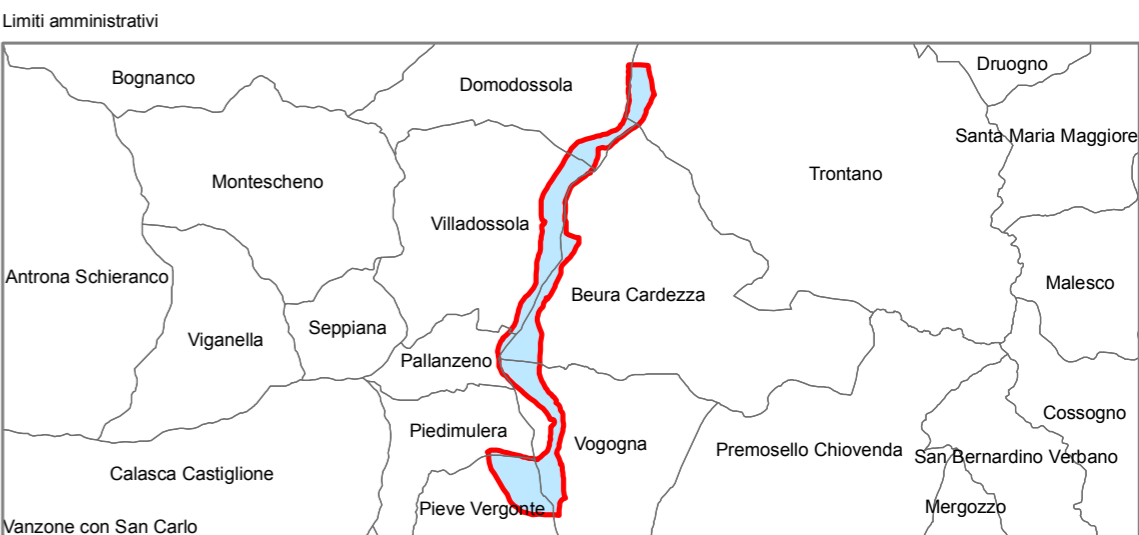 Limiti amministrativi
Bognanco
Domodossola
Druogno
Santa Maria Maggiore
Montescheno
Trontano
Villadossola
Antrona Schieranco
Malesco
Beura Cardezza
Viganella
Seppiana
Pallanzeno
Cossogno
Piedimulera
Vogogna
Premosello Chiovenda
San Bernardino Verbano
Calasca Castiglione
Pieve Vergonte
Mergozzo
Vanzone con San Carlo